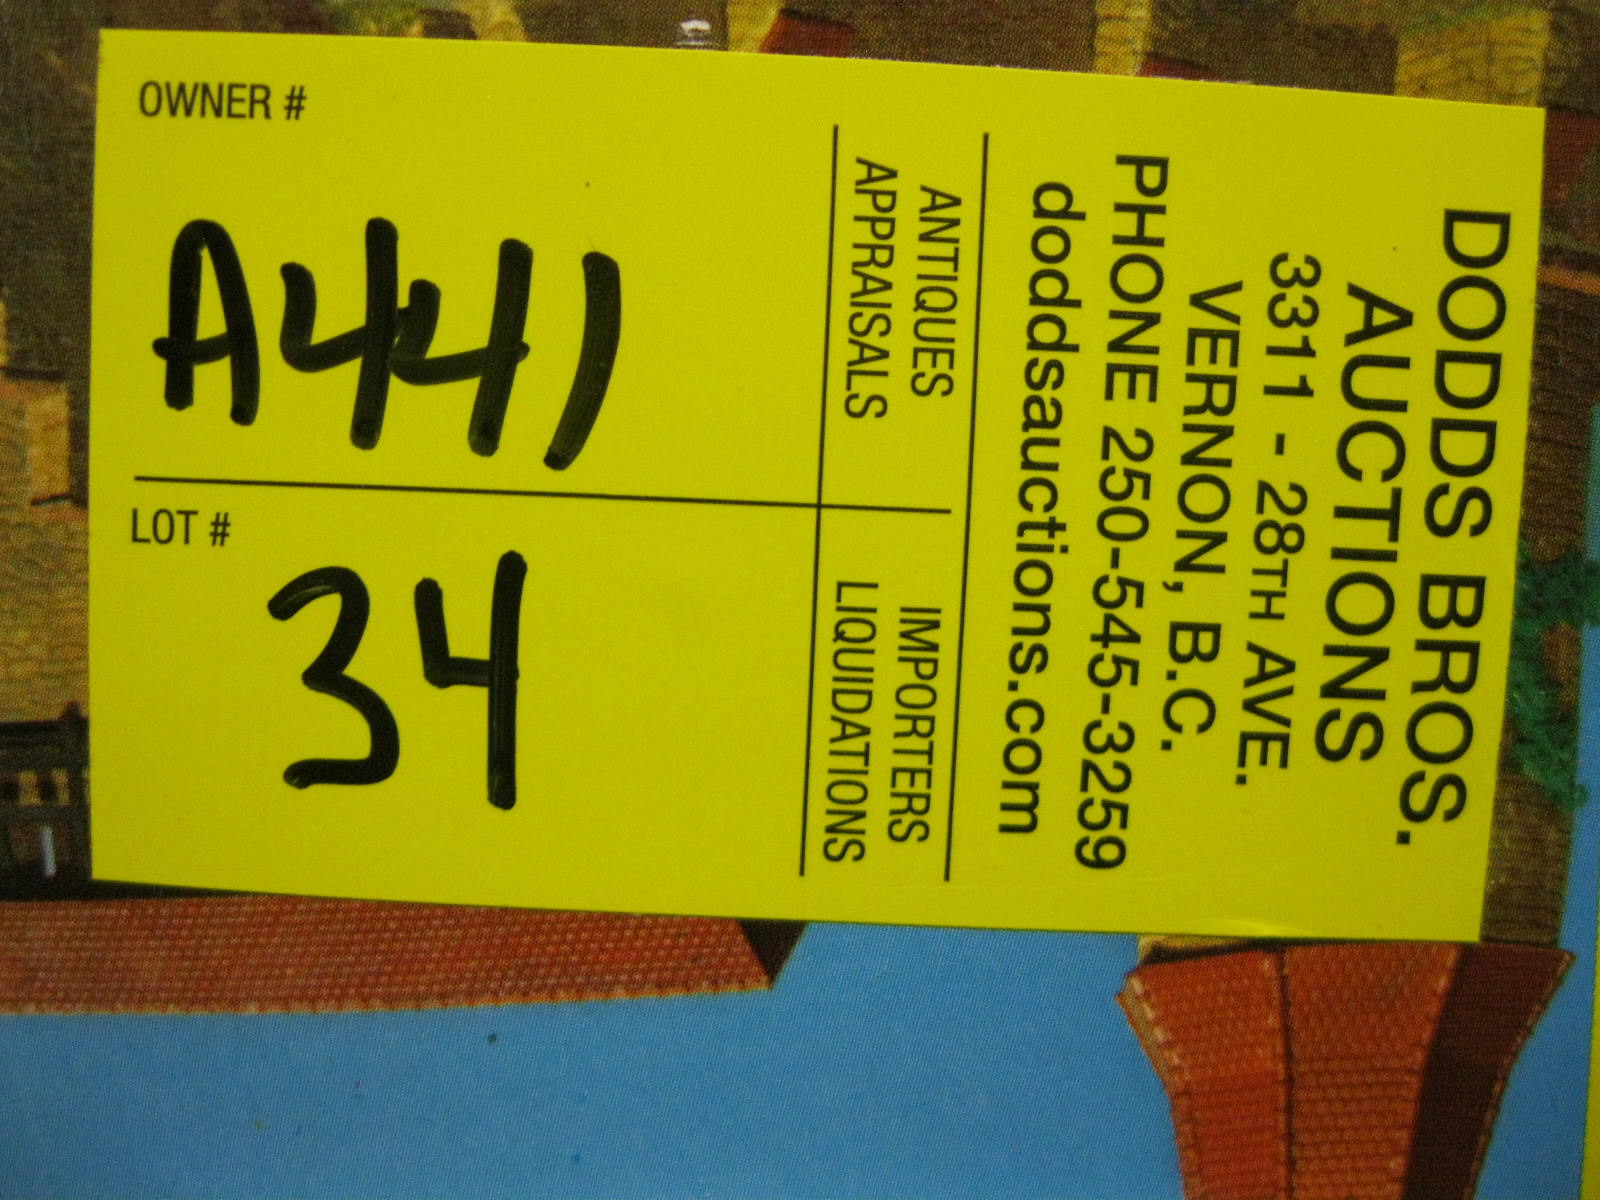 DODDS BROS.
AUCTIONS
3311 - 28TH AVE.
VERNON, B.C.
PHONE 250-545-3259
doddsauctions.com
ANTIQUES
APPRAISALS
IMPORTERS
LIQUIDATIONS
OWNER #
A441
LOT #
34